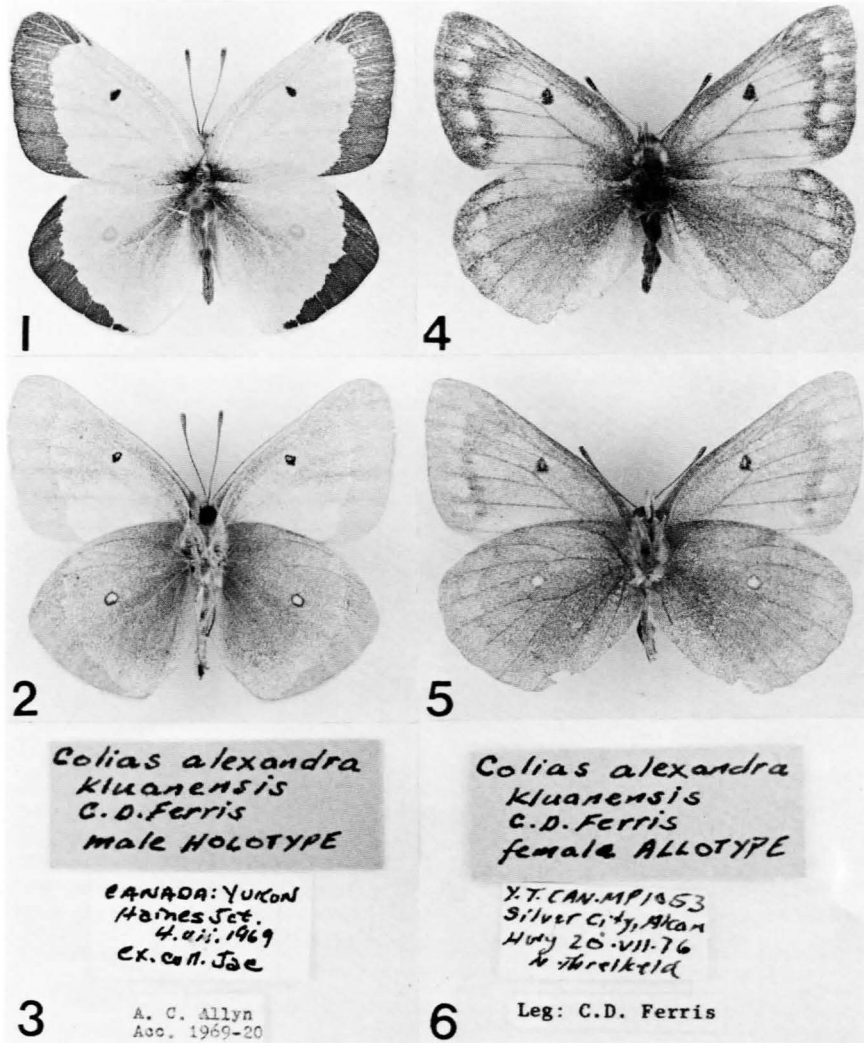 1
4
2
5
Colias alexandra
kluanensis
C.D. Ferris
male HOLOTYPE
CANADA: YUKON
Haines Jct.
4.vii.1969
ex. coll. Jae
A. C. Allyn
Acc. 1969-20
3
Colias alexandra
kluanensis
C.D. Ferris
female ALLOTYPE
Y.T. CAN. MP 1053
Silver City, Alcan
Hwy 20.VII.76
Threlkeld
Leg: C.D. Ferris
6